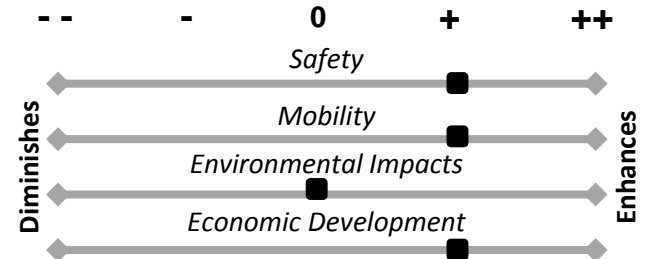 -- - 0 + ++
Safety
Mobility
Environmental Impacts
Economic Development
Diminishes
Enhances